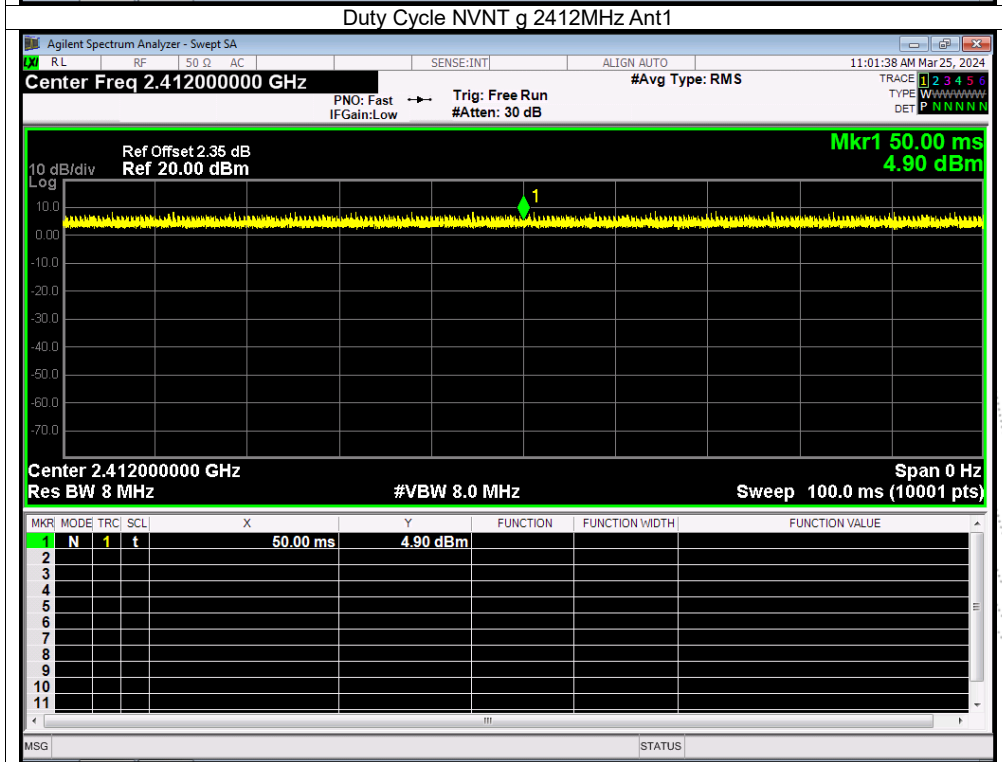 Duty Cycle NVNT g 2412MHz Ant1
Agilent Spectrum Analyzer - Swept SA
LXI RL RF 50 Ω AC SENSE:INT ALIGN AUTO 11:01:38 AM Mar 25, 2024
Center Freq 2.412000000 GHz #Avg Type: RMS TRACE 1 2 3 4 5 6
PNO: Fast Trig: Free Run TYPE WWWWWW
IFGain:Low #Atten: 30 dB DET P N N N N N
Mkr1 50.00 ms
4.90 dBm
Ref Offset 2.35 dB
10 dB/div Ref 20.00 dBm
Log
1
10.0
0.00
-10.0
-20.0
-30.0
-40.0
-50.0
-60.0
-70.0
Center 2.412000000 GHz Span 0 Hz
Res BW 8 MHz #VBW 8.0 MHz Sweep 100.0 ms (10001 pts)
MKR MODE TRC SCL X Y FUNCTION FUNCTION WIDTH FUNCTION VALUE
1 N 1 t 50.00 ms 4.90 dBm
2
3
4
5
6
7
8
9
10
11
MSG STATUS